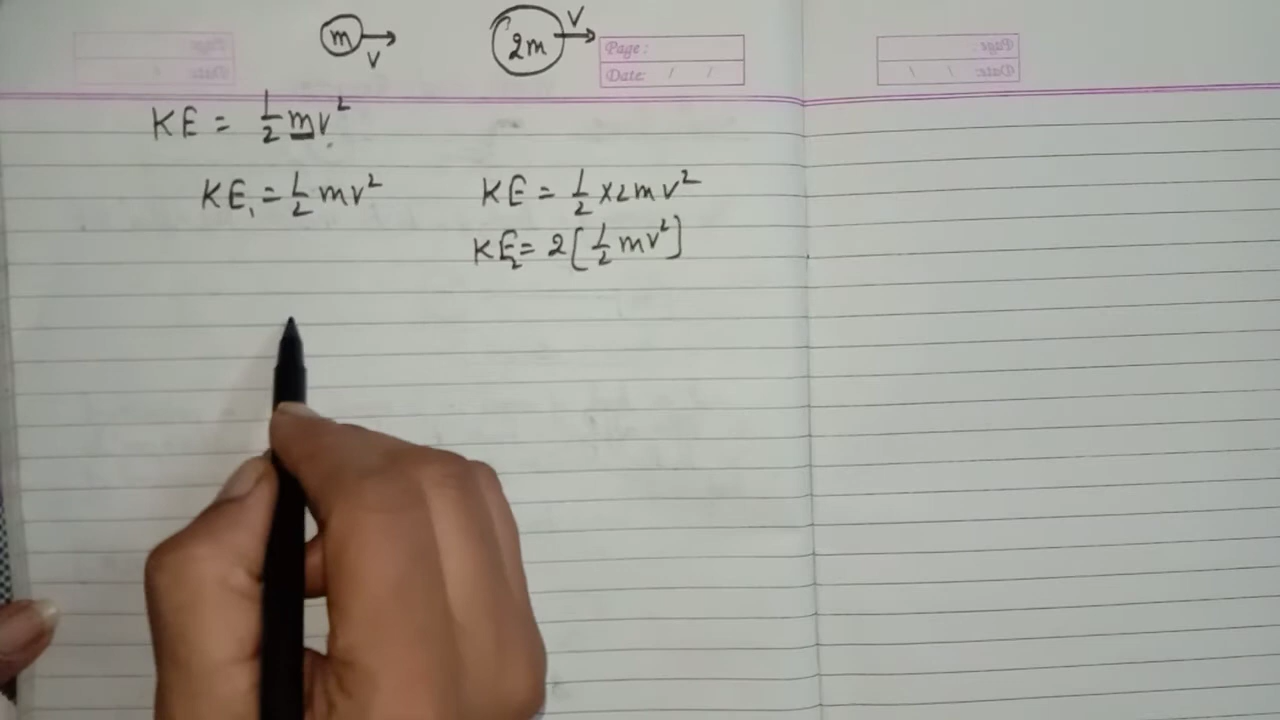 m V
2m V
Page :
Date: / /
KE = 1/2 mv²
KE₁ = 1/2 mv²
KE = 1/2 × 2mv²
KE₂ = 2[1/2 mv²]